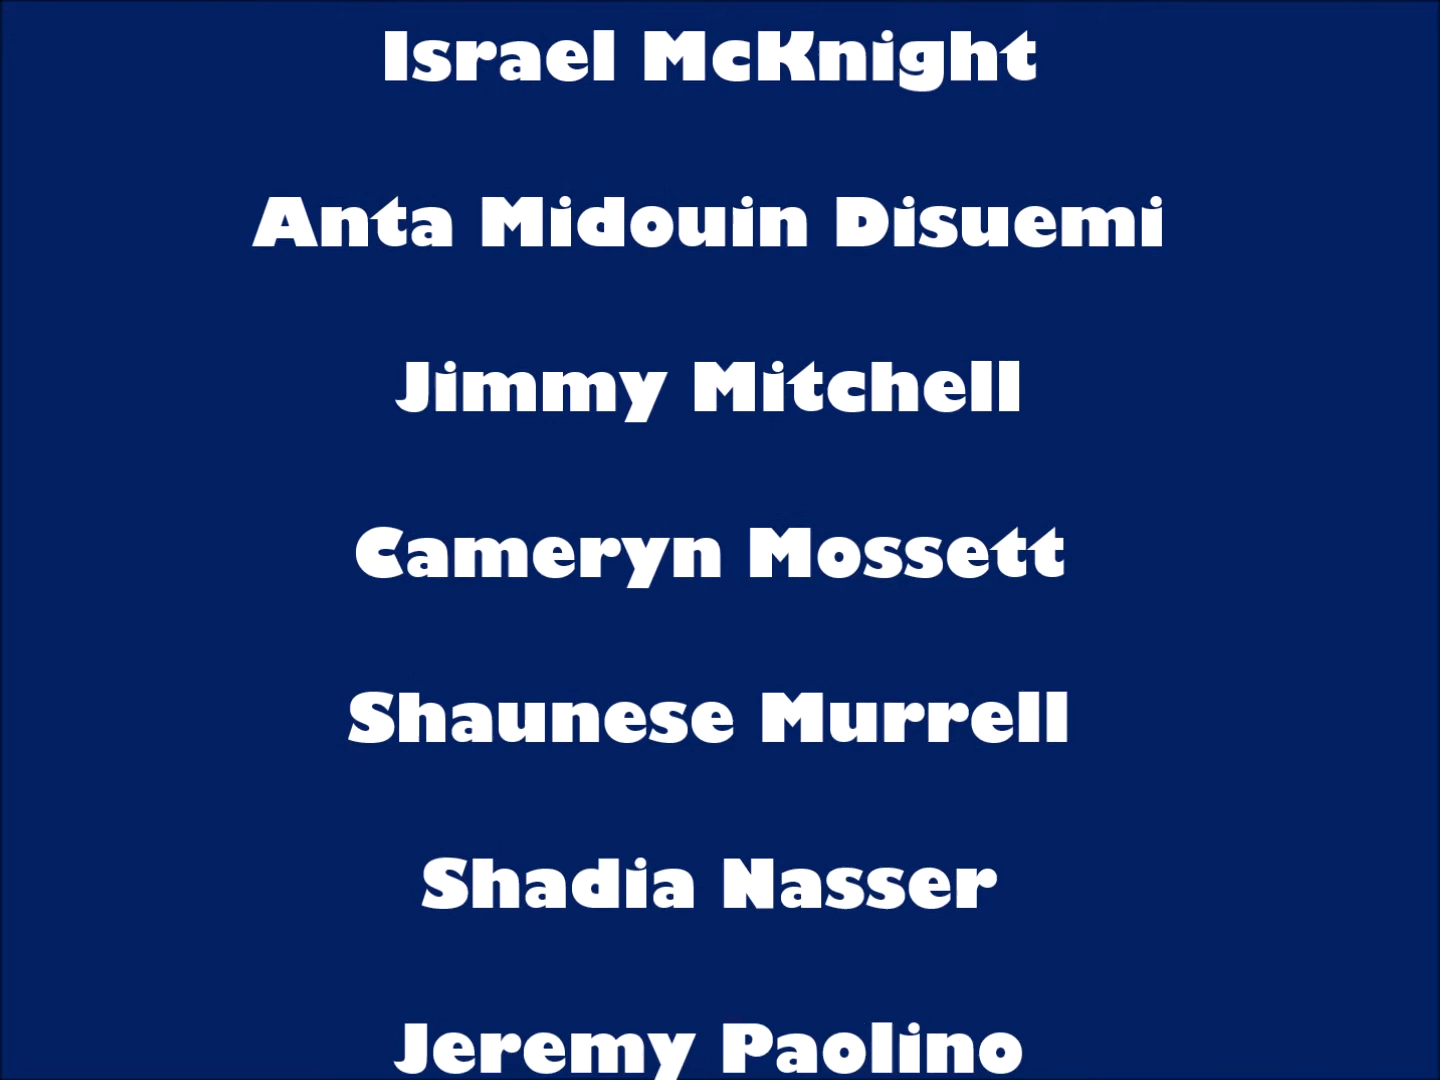 Israel McKnight
Anta Midouin Disuemi
Jimmy Mitchell
Cameryn Mossett
Shaunese Murrell
Shadia Nasser
Jeremy Paolino